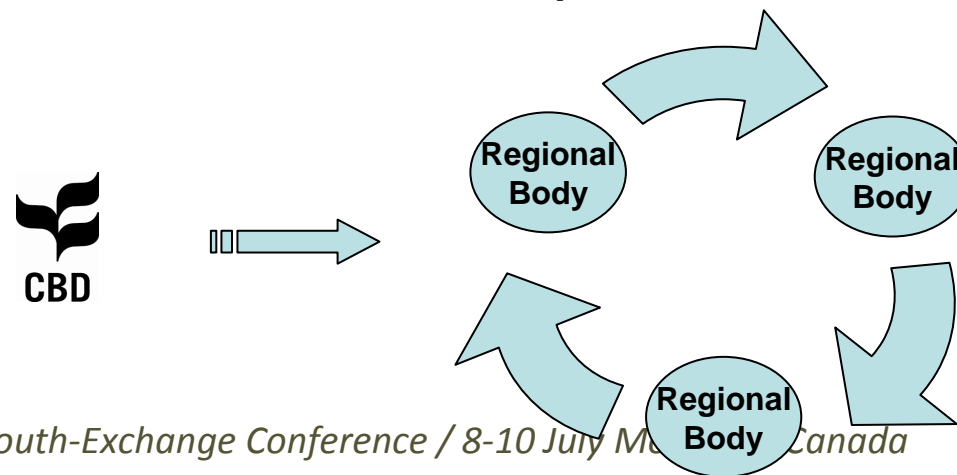 Regional
Body
Regional
Body
CBD
Regional
Body
outh-Exchange Conference / 8-10 July Canada